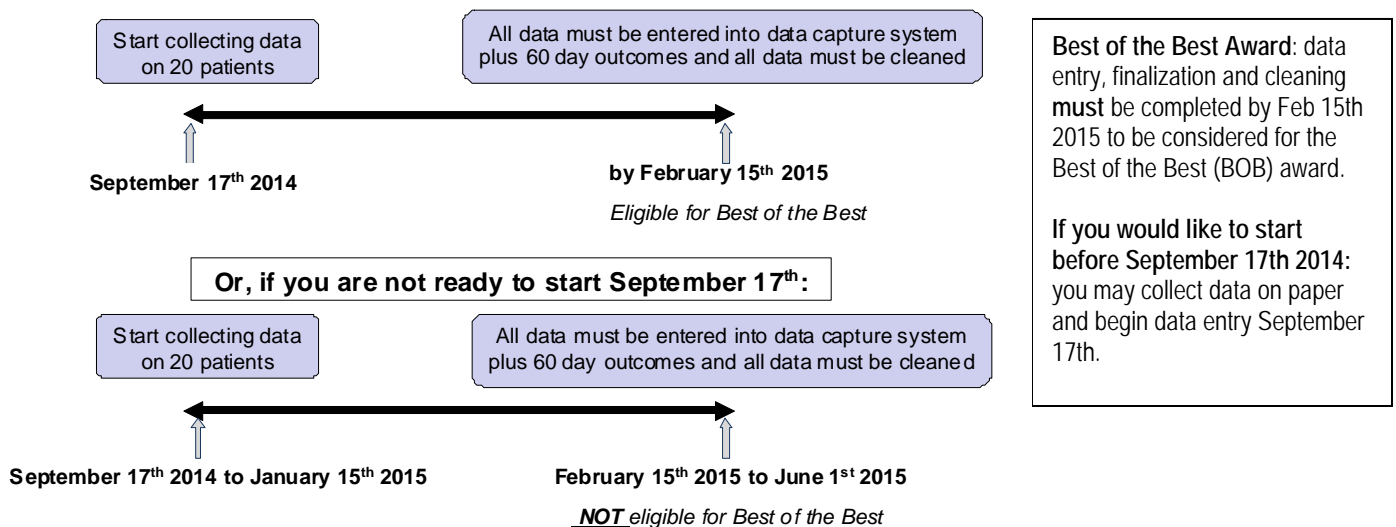 Start collecting data
on 20 patients
All data must be entered into data capture system
plus 60 day outcomes and all data must be cleaned
September 17th 2014
by February 15th 2015
Eligible for Best of the Best
Or, if you are not ready to start September 17th:
Start collecting data
on 20 patients
All data must be entered into data capture system
plus 60 day outcomes and all data must be cleaned
September 17th 2014 to January 15th 2015
February 15th 2015 to June 1st 2015
NOT eligible for Best of the Best
Best of the Best Award: data
entry, finalization and cleaning
must be completed by Feb 15th
2015 to be considered for the
Best of the Best (BOB) award.
If you would like to start
before September 17th 2014:
you may collect data on paper
and begin data entry September
17th.